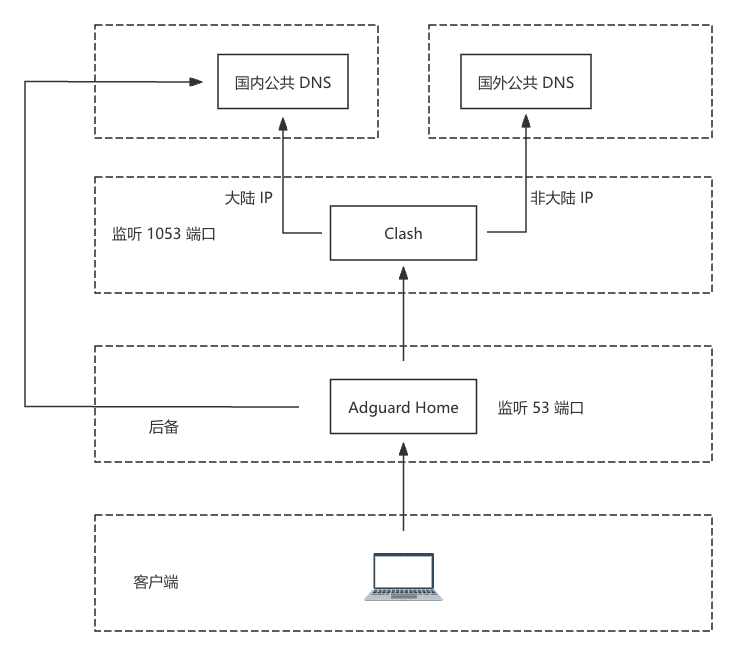 国内公共 DNS
国外公共 DNS
大陆 IP
非大陆 IP
监听 1053 端口
Clash
Adguard Home
监听 53 端口
后备
客户端